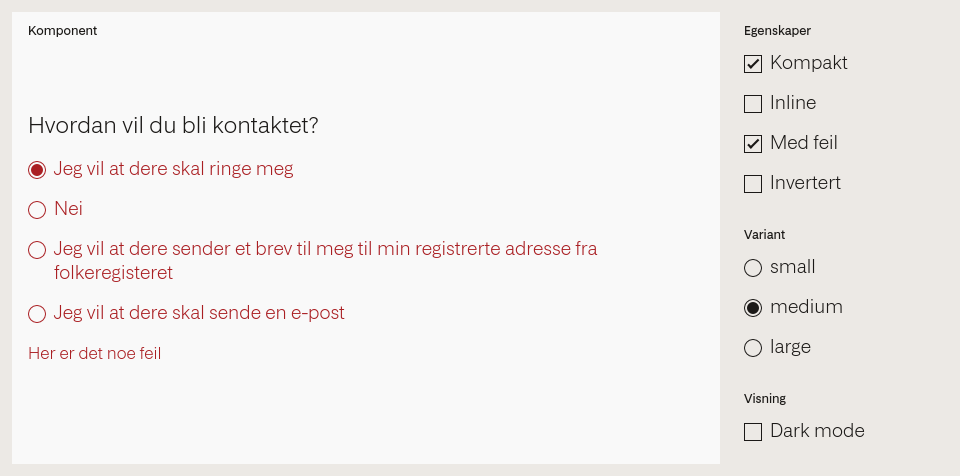 Komponent
Hvordan vil du bli kontaktet?
Jeg vil at dere skal ringe meg
Nei
Jeg vil at dere sender et brev til meg til min registrerte adresse fra
folkeregisteret
Jeg vil at dere skal sende en e-post
Her er det noe feil
Egenskaper
Kompakt
Inline
Med feil
Invertert
Variant
small
medium
large
Visning
Dark mode